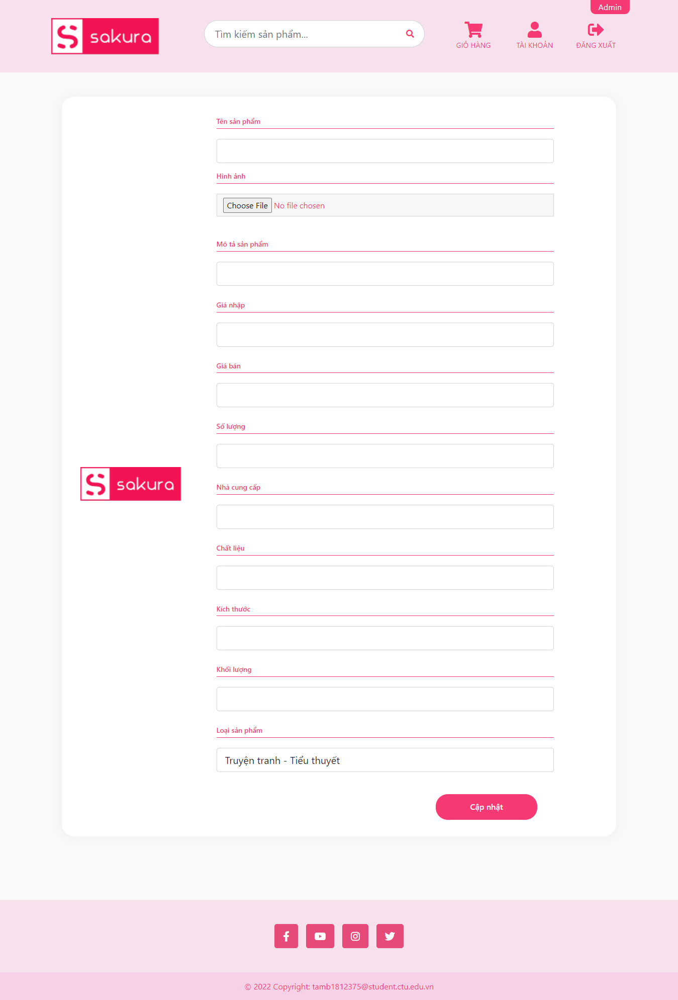 Admin
sakura
Tìm kiếm sản phẩm...
GIỎ HÀNG
TÀI KHOẢN
ĐĂNG XUẤT
Tên sản phẩm
Hình ảnh
Choose File No file chosen
Mô tả sản phẩm
Giá nhập
Giá bán
Số lượng
sakura
Nhà cung cấp
Chất liệu
Kích thước
Khối lượng
Loại sản phẩm
Truyện tranh - Tiểu thuyết
Cập nhật
© 2022 Copyright: tamb1812375@student.ctu.edu.vn